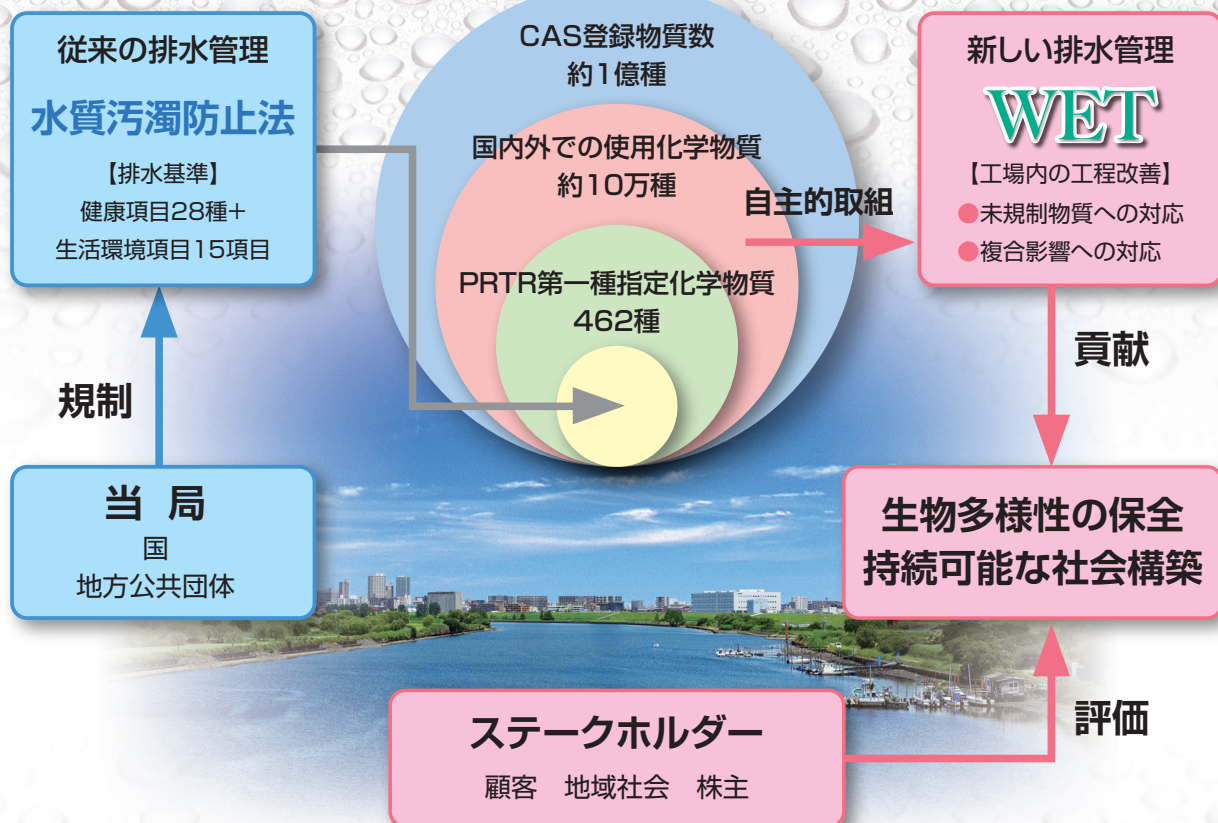 従来の排水管理
水質汚濁防止法
【排水基準】
健康項目28種+
生活環境項目15項目
規制
当 局
国
地方公共団体
CAS登録物質数
約1億種
国内外での使用化学物質
約10万種
PRTR第一種指定化学物質
462種
自主的取組
新しい排水管理
WET
【工場内の工程改善】
●未規制物質への対応
●複合影響への対応
貢献
生物多様性の保全
持続可能な社会構築
評価
ステークホルダー
顧客 地域社会 株主